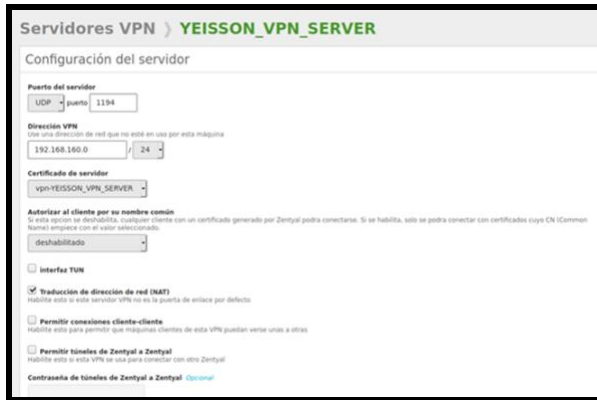 Servidores VPN ⟩ YEISSON_VPN_SERVER
Configuración del servidor
Puerto del servidor
UDP puerto 1194
Dirección VPN
Use una dirección de red que no esté en uso por esta máquina
192.168.160.0 / 24
Certificado de servidor
vpn-YEISSON_VPN_SERVER
Autorizar al cliente por su nombre común
Si esta opcion se deshabilita, cualquier cliente con un certificado generado por Zentyal podra conectarse. Si se habilita, solo se podra conectar con certificados cuyo CN (Common
Name) empiece con el valor seleccionado.
deshabilitado
interfaz TUN
Traducción de dirección de red (NAT)
Habilite esto si este servidor VPN no es la puerta de enlace por defecto
Permitir conexiones cliente-cliente
Habilite esta para permitir que máquinas clientes de esta VPN puedan verse unas a otras
Permitir túneles de Zentyal a Zentyal
Habilite esto si esta VPN se usa para conectar con otro Zentyal
Contraseña de túneles de Zentyal a Zentyal Opcional